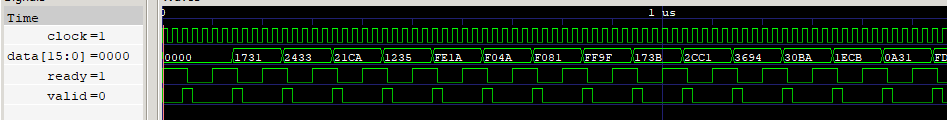 Time
0 1 us
clock=1
data[15:0]=0000 0000 1731 2433 21CA 1235 FE1A F04A F081 FF9F 173B 2CC1 3694 30BA 1ECB 0A31
ready=1
valid=0